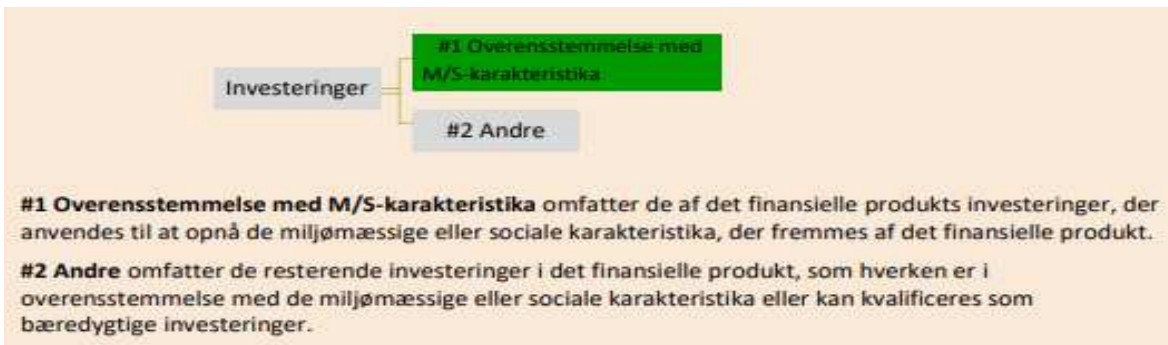 #1 Overensstemmelse med
M/S-karakteristika
Investeringer
#2 Andre
#1 Overensstemmelse med M/S-karakteristika omfatter de af det finansielle produkts investeringer, der
anvendes til at opnå de miljømæssige eller sociale karakteristika, der fremmes af det finansielle produkt.
#2 Andre omfatter de resterende investeringer i det finansielle produkt, som hverken er i
overensstemmelse med de miljømæssige eller sociale karakteristika eller kan kvalificeres som
bæredygtige investeringer.